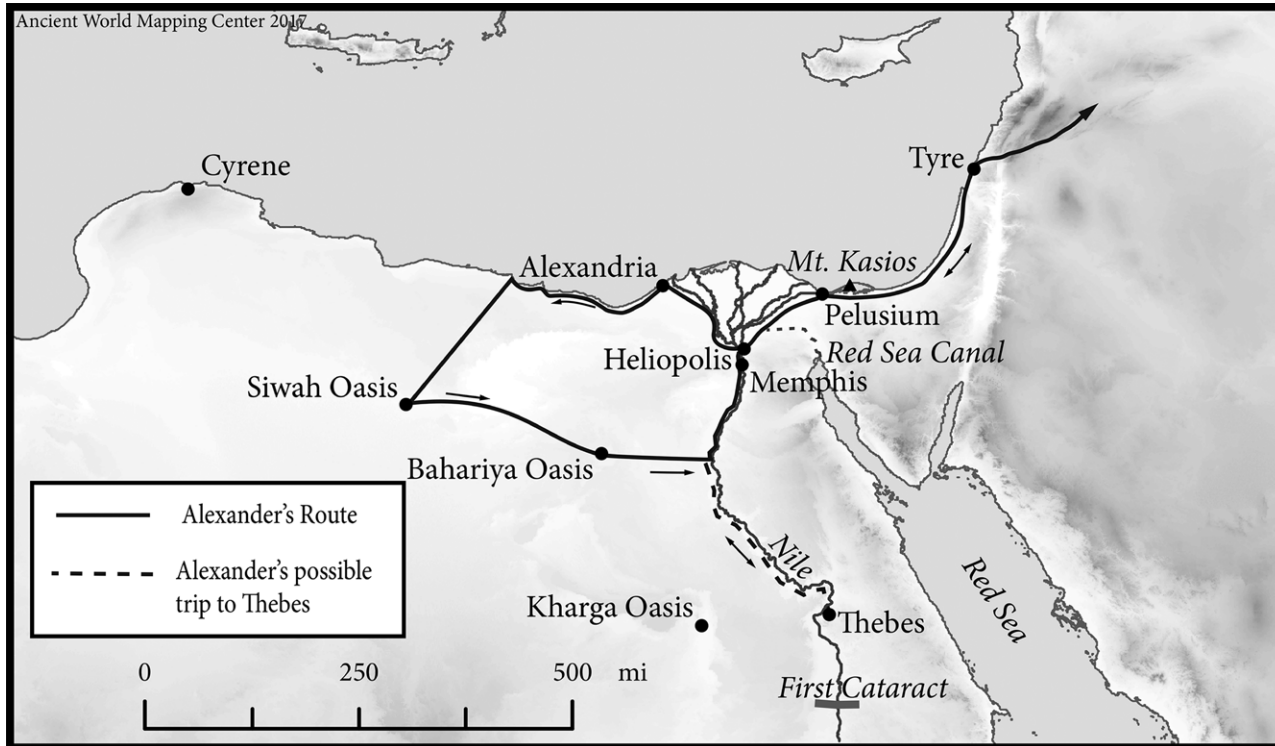 Ancient World Mapping Center 2017
Cyrene
Tyre
Alexandria
Mt. Kasios
Pelusium
Heliopolis
Red Sea Canal
Memphis
Siwah Oasis
Bahariya Oasis
Alexander's Route
Alexander's possible
trip to Thebes
Nile
Red Sea
Kharga Oasis
Thebes
0 250 500 mi
First Cataract